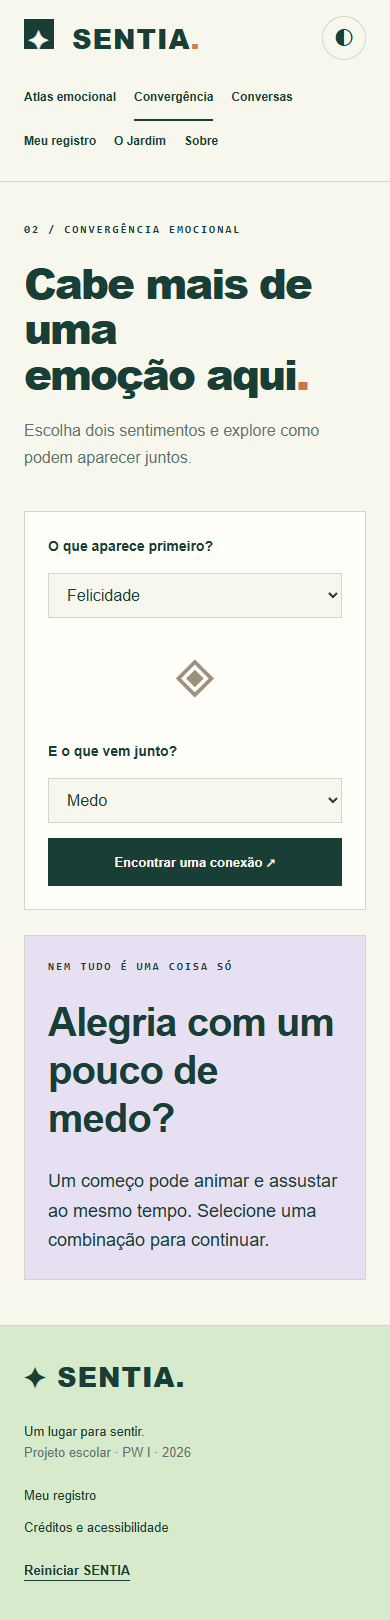 SENTIA.
Atlas emocional Convergência Conversas
Meu registro O Jardim Sobre
02 / CONVERGÊNCIA EMOCIONAL
Cabe mais de
uma
emoção aqui.
Escolha dois sentimentos e explore como
podem aparecer juntos.
O que aparece primeiro?
Felicidade
E o que vem junto?
Medo
Encontrar uma conexão ↗
NEM TUDO É UMA COISA SÓ
Alegria com um
pouco de
medo?
Um começo pode animar e assustar
ao mesmo tempo. Selecione uma
combinação para continuar.
✦ SENTIA.
Um lugar para sentir.
Projeto escolar · PW I · 2026
Meu registro
Créditos e acessibilidade
Reiniciar SENTIA